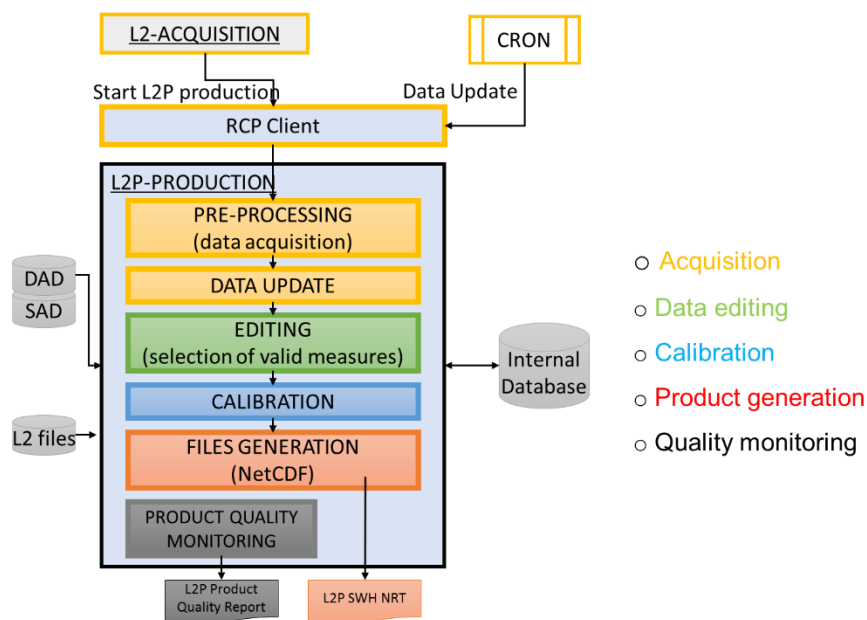 L2-ACQUISITION
CRON
Start L2P production
Data Update
RCP Client
L2P-PRODUCTION
PRE-PROCESSING
(data acquisition)
DATA UPDATE
EDITING
(selection of valid measures)
CALIBRATION
FILES GENERATION
(NetCDF)
PRODUCT QUALITY
MONITORING
DAD
SAD
L2 files
Internal
Database
L2P Product
Quality Report
L2P SWH NRT
Acquisition
Data editing
Calibration
Product generation
Quality monitoring